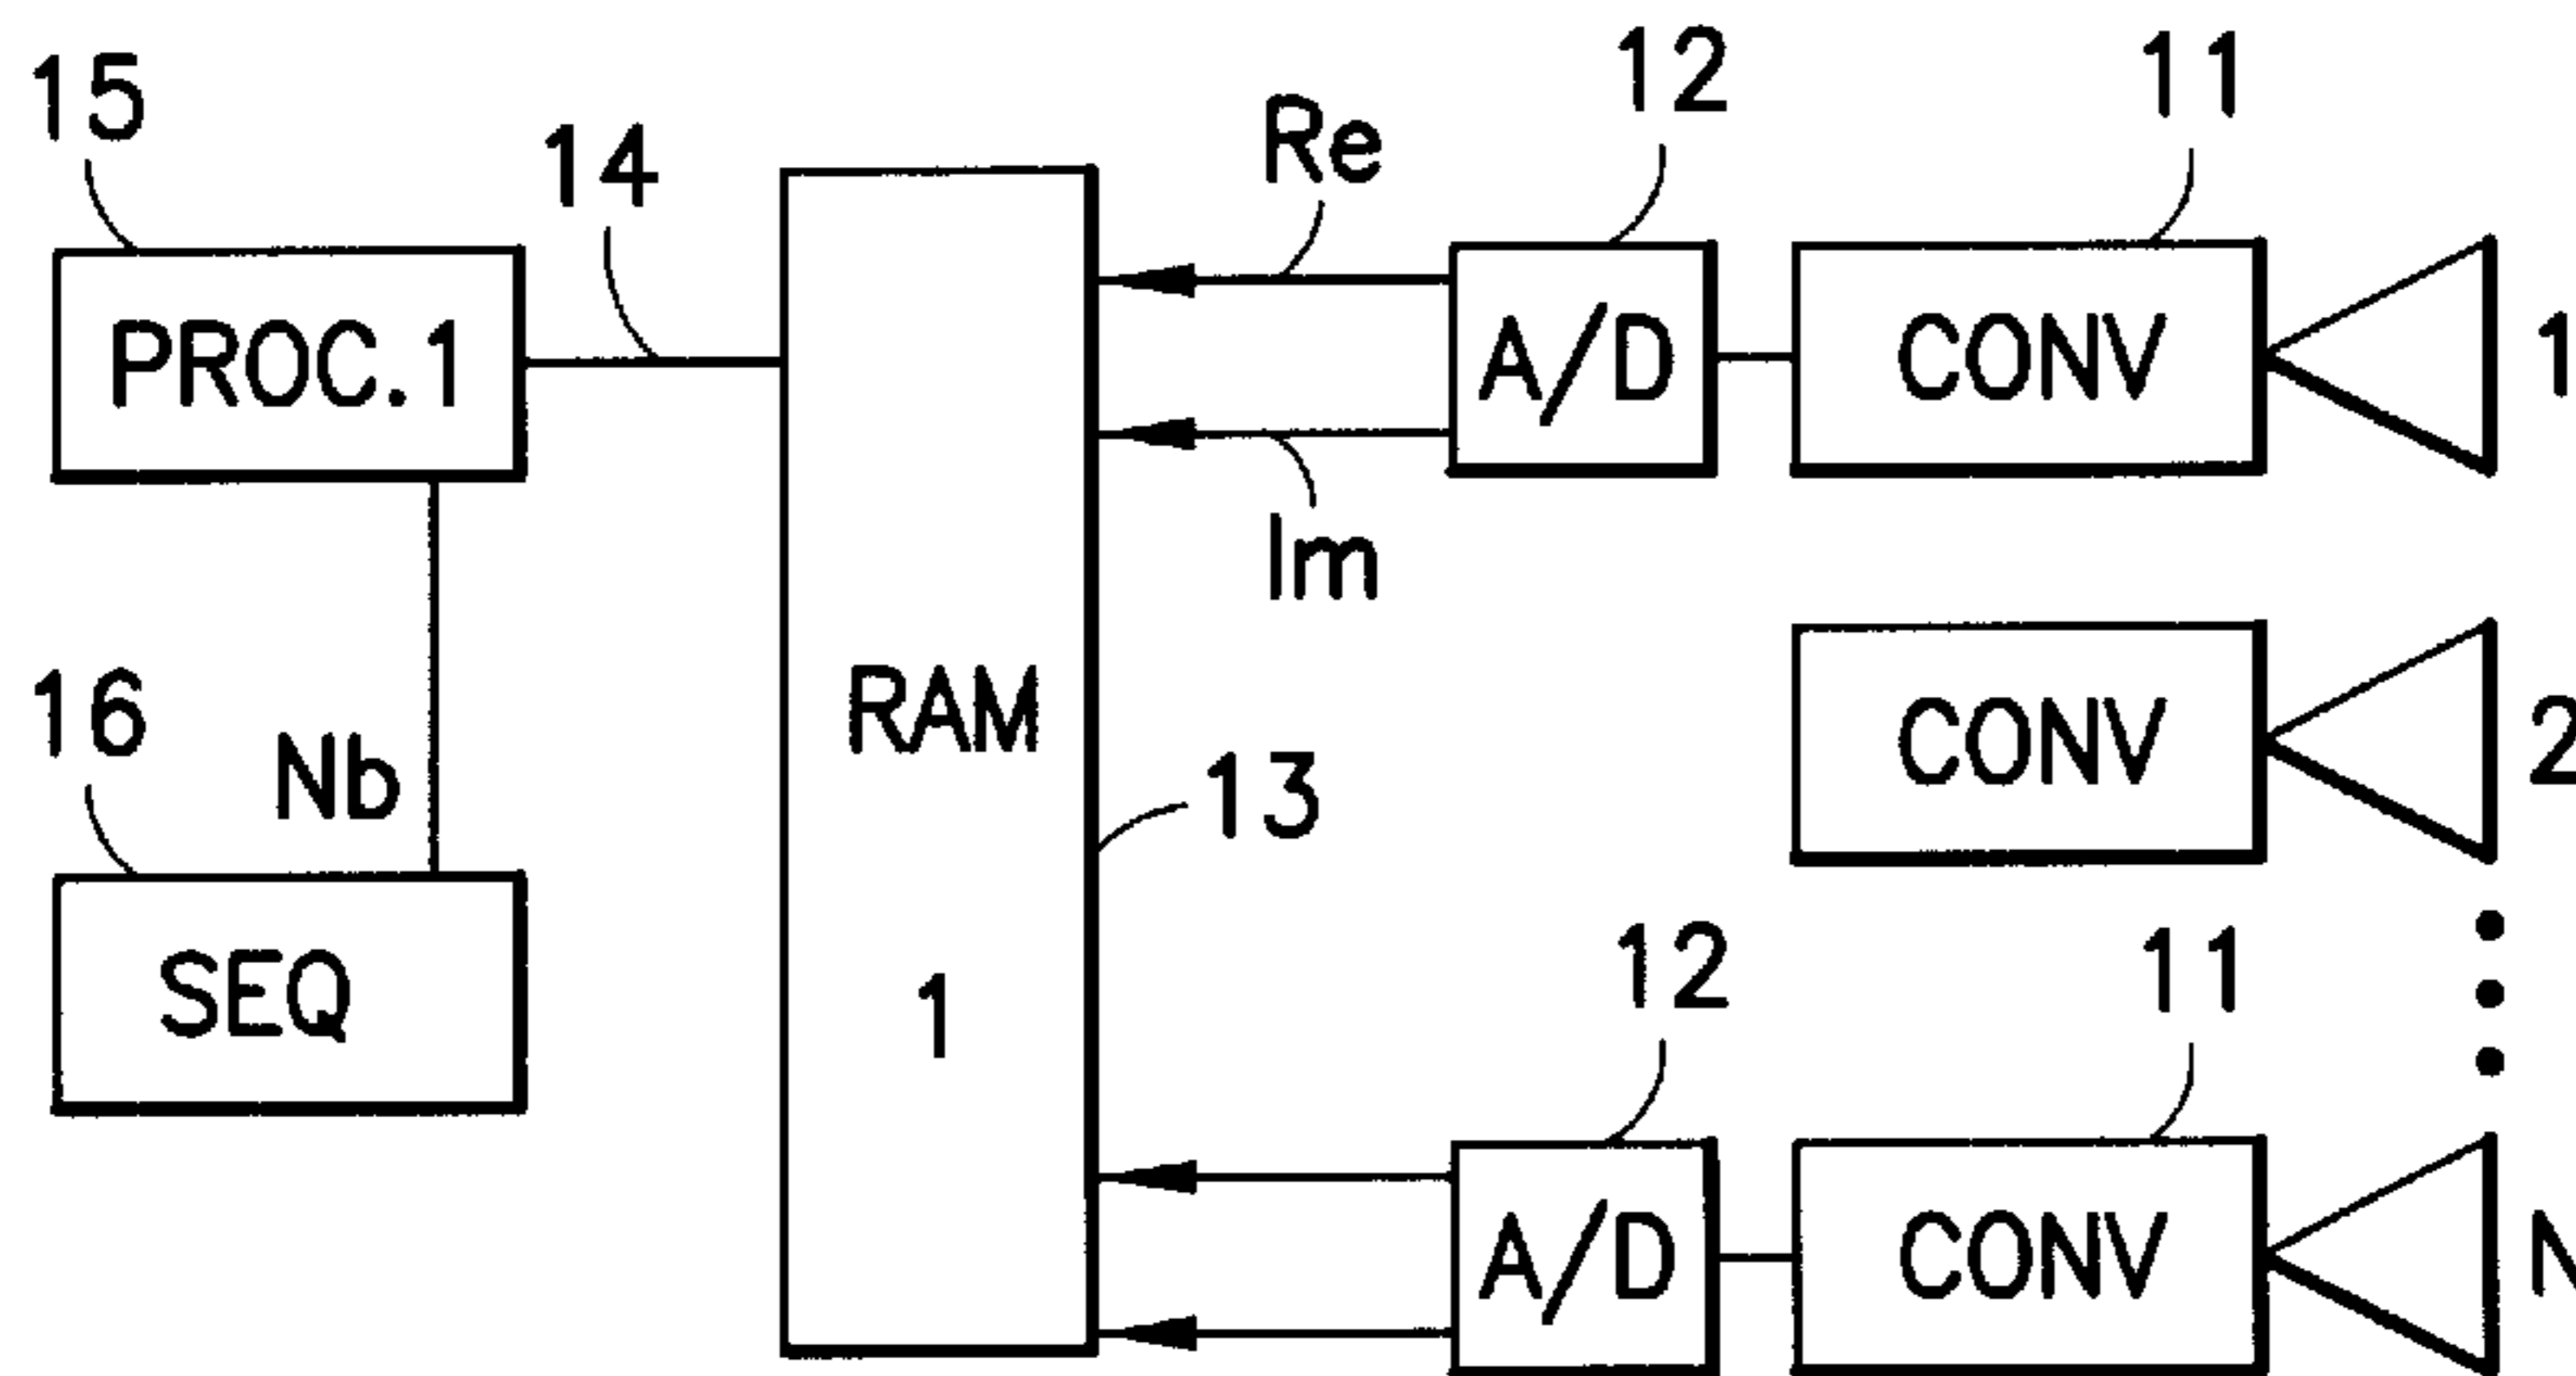 15
14
Re
12
11
PROC.1
A/D
CONV
1
Im
16
Nb
RAM
13
CONV
2
SEQ
1
12
11
A/D
CONV
N